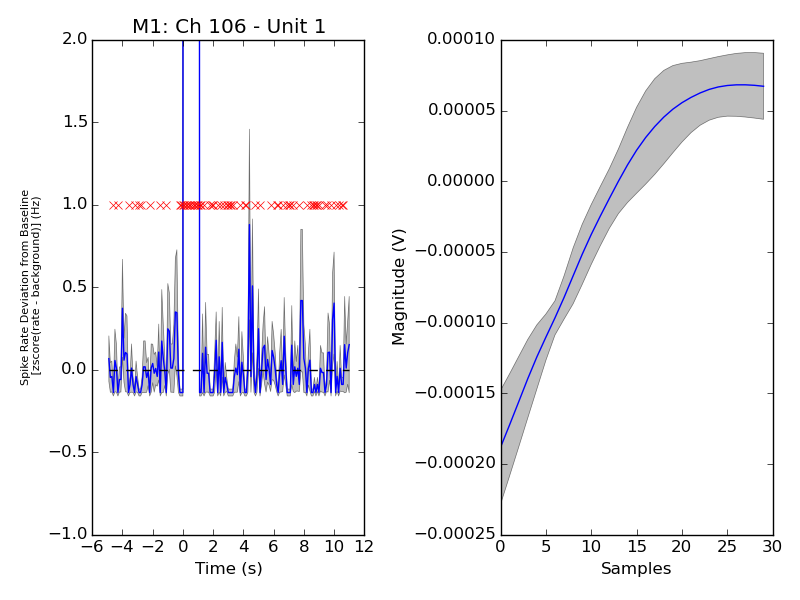 M1: Ch 106 - Unit 1
2.0
1.5
1.0
0.5
0.0
−0.5
−1.0
−6 −4 −2 0 2 4 6 8 10 12
Time (s)
Spike Rate Deviation from Baseline
[zscore(rate - background)] (Hz)
0.00010
0.00005
0.00000
−0.00005
−0.00010
−0.00015
−0.00020
−0.00025
0 5 10 15 20 25 30
Samples
Magnitude (V)